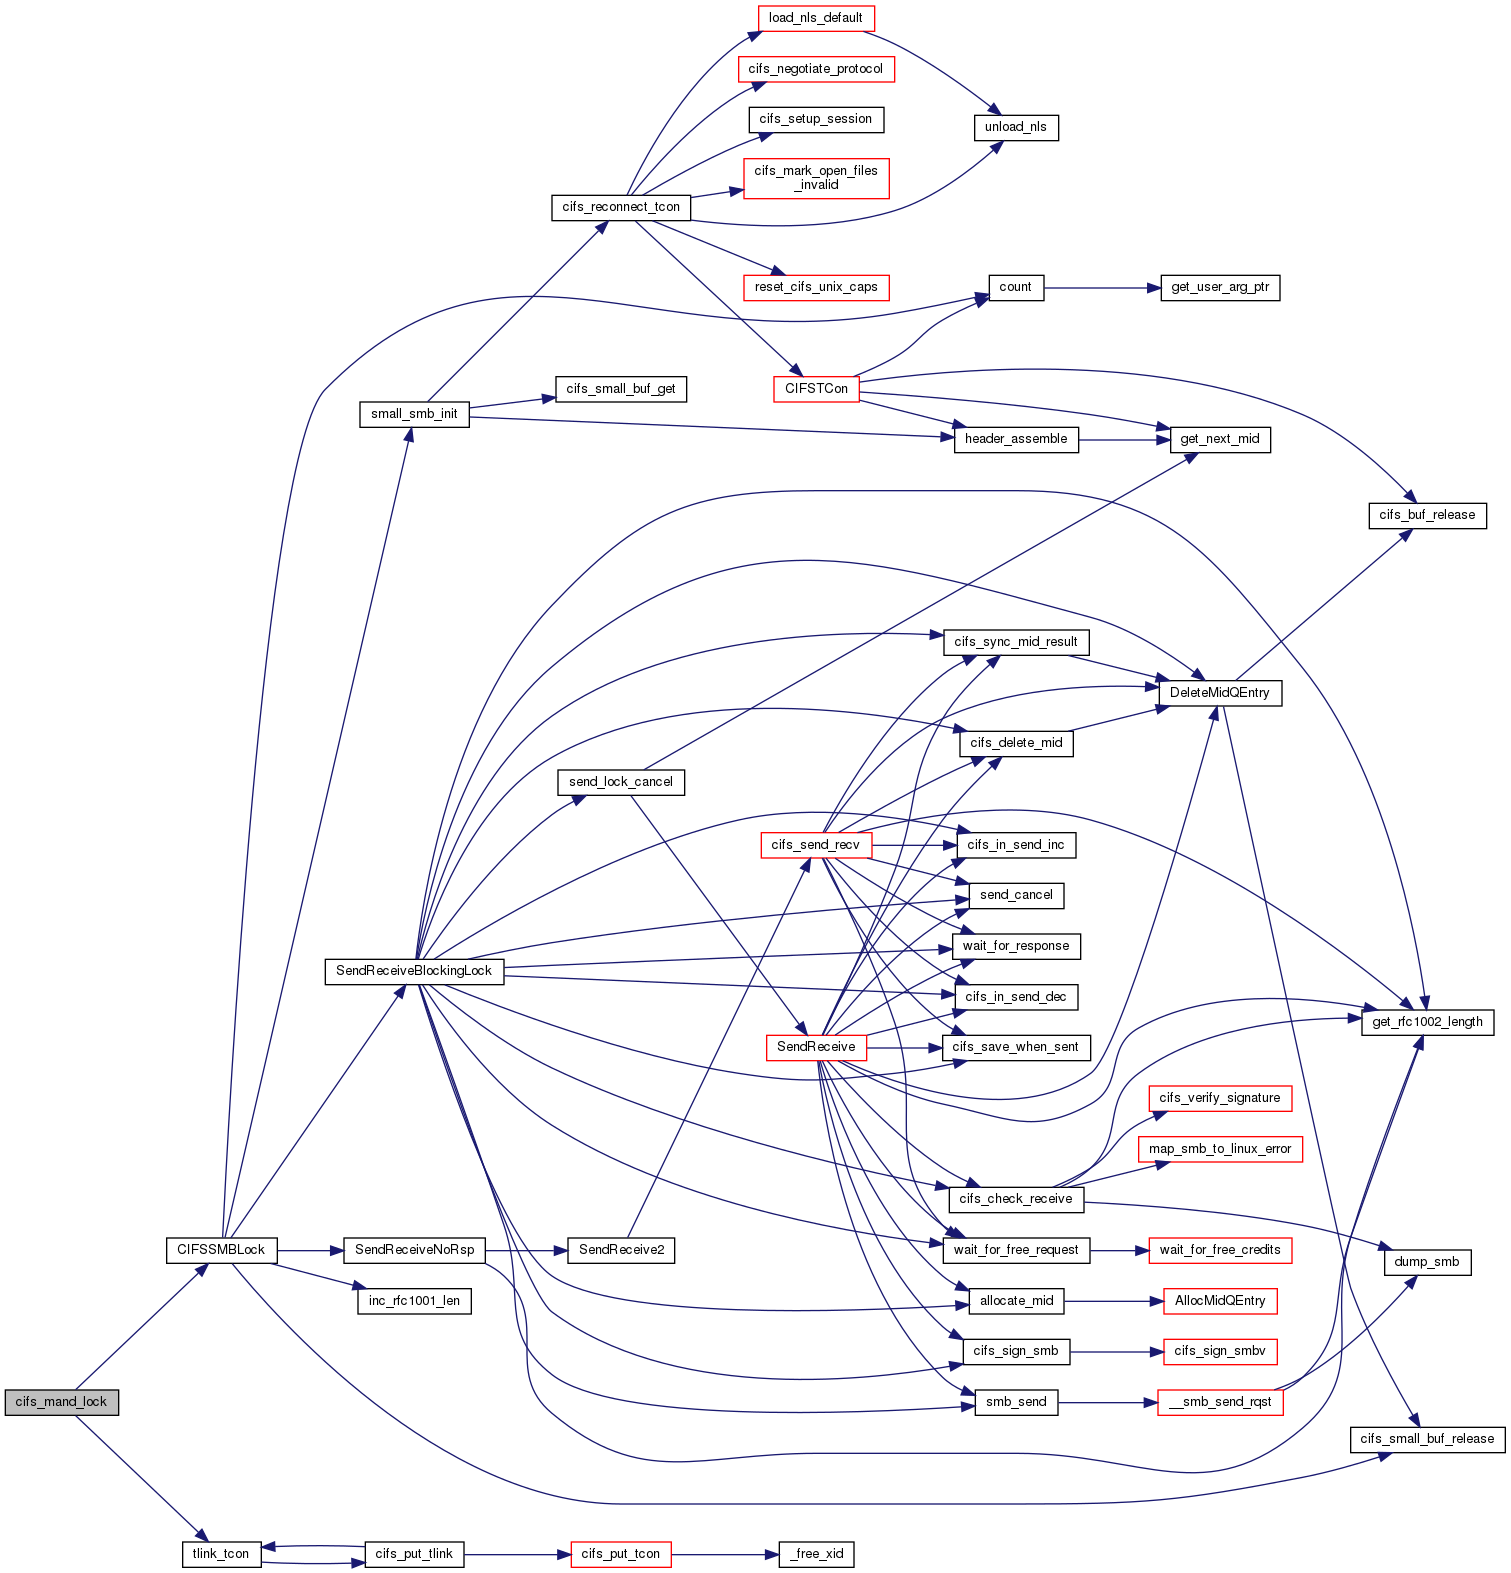 load_nls_default
cifs_negotiate_protocol
cifs_setup_session
unload_nls
cifs_mark_open_files
_invalid
cifs_reconnect_tcon
reset_cifs_unix_caps
count
get_user_arg_ptr
cifs_small_buf_get
CIFSTCon
small_smb_init
header_assemble
get_next_mid
cifs_buf_release
cifs_sync_mid_result
DeleteMidQEntry
cifs_delete_mid
send_lock_cancel
cifs_send_recv
cifs_in_send_inc
send_cancel
wait_for_response
SendReceiveBlockingLock
cifs_in_send_dec
get_rfc1002_length
SendReceive
cifs_save_when_sent
cifs_verify_signature
map_smb_to_linux_error
cifs_check_receive
CIFSSMBLock
SendReceiveNoRsp
SendReceive2
wait_for_free_request
wait_for_free_credits
dump_smb
inc_rfc1001_len
allocate_mid
AllocMidQEntry
cifs_sign_smb
cifs_sign_smbv
cifs_mand_lock
smb_send
__smb_send_rqst
cifs_small_buf_release
tlink_tcon
cifs_put_tlink
cifs_put_tcon
_free_xid